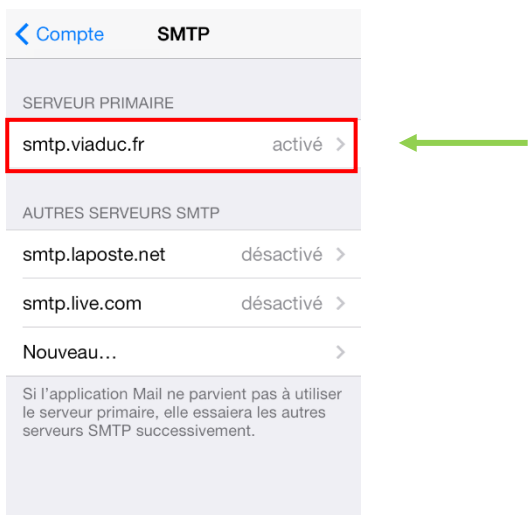 Compte SMTP
SERVEUR PRIMAIRE
smtp.viaduc.fr activé
AUTRES SERVEURS SMTP
smtp.laposte.net désactivé
smtp.live.com désactivé
Nouveau…
Si l’application Mail ne parvient pas à utiliser
le serveur primaire, elle essaiera les autres
serveurs SMTP successivement.